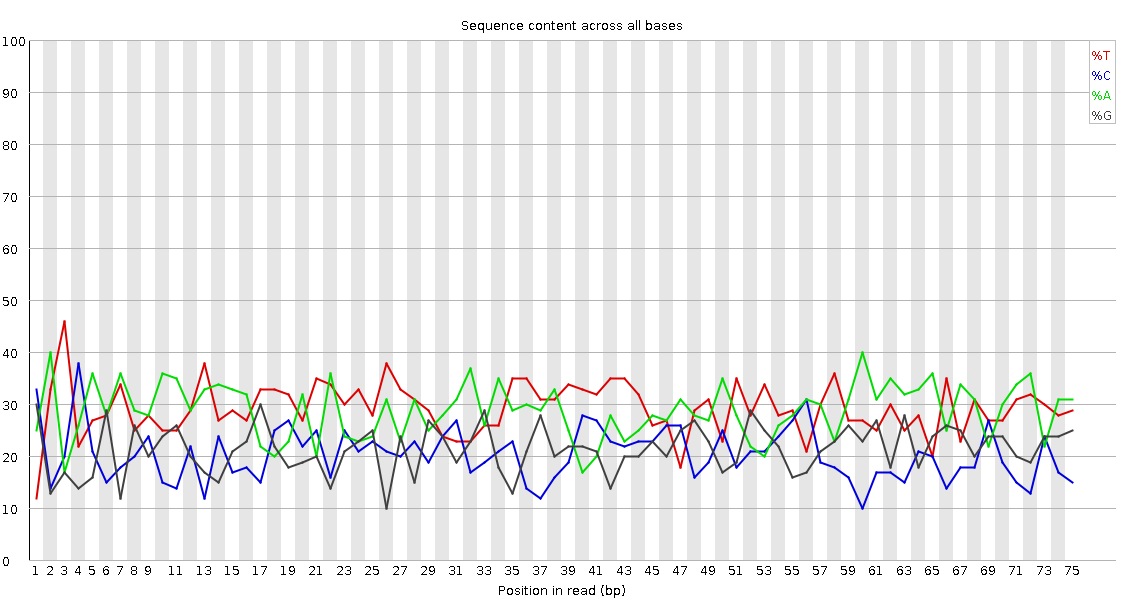 Sequence content across all bases
100
90
80
70
60
50
40
30
20
10
0
%T
%C
%A
%G
1 2 3 4 5 6 7 8 9 11 13 15 17 19 21 23 25 27 29 31 33 35 37 39 41 43 45 47 49 51 53 55 57 59 61 63 65 67 69 71 73 75
Position in read (bp)